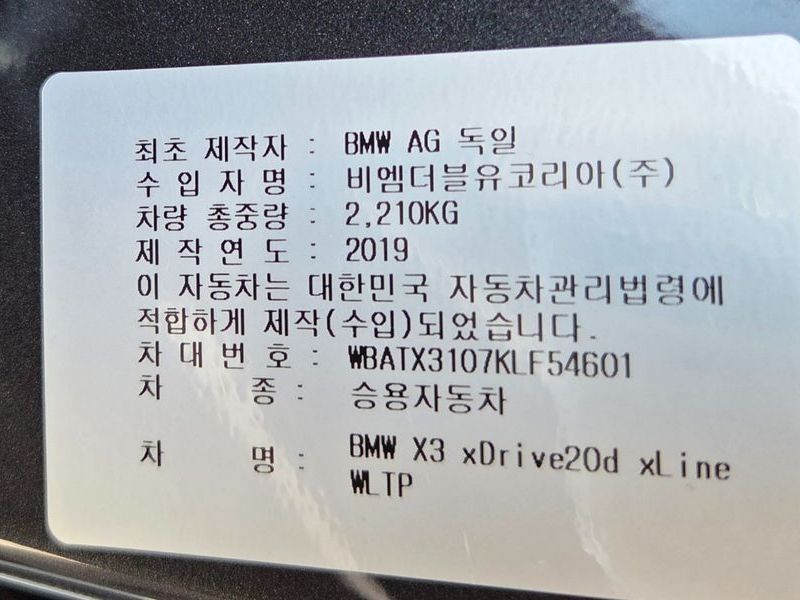 최초 제작자 : BMW AG 독일
수 입 자 명 : 비엠더블유코리아(주)
차량 총중량 : 2,210KG
제 작 연 도 : 2019
이 자동차는 대한민국 자동차관리법령에
적합하게 제작(수입)되었습니다.
차 대 번 호 : WBATX3107KLF54601
차 종 : 승용자동차
차 명 : BMW X3 xDrive20d xLine
WLTP